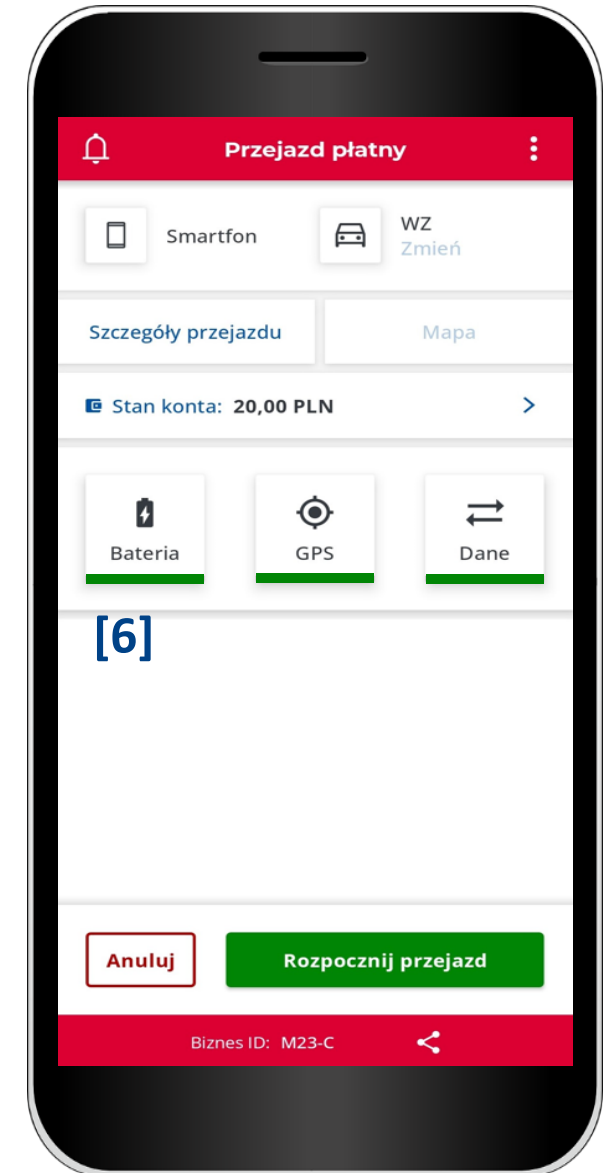 Przejazd płatny
Smartfon
WZ
Zmień
Szczegóły przejazdu
Mapa
Stan konta: 20,00 PLN
Bateria
GPS
Dane
[6]
Anuluj
Rozpocznij przejazd
Biznes ID: M23-C